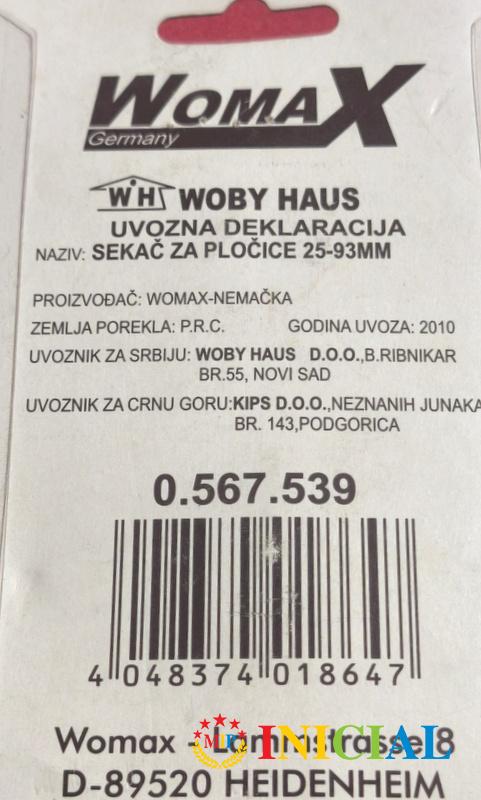 WOMAX
Germany
WH WOBY HAUS
UVOZNA DEKLARACIJA
NAZIV: SEKAČ ZA PLOČICE 25-93MM
PROIZVOĐAČ: WOMAX-NEMAČKA
ZEMLJA POREKLA: P.R.C. GODINA UVOZA: 2010
UVOZNIK ZA SRBIJU: WOBY HAUS D.O.O.,B.RIBNIKAR
BR.55, NOVI SAD
UVOZNIK ZA CRNU GORU:KIPS D.O.O.,NEZNANIH JUNAKA
BR. 143,PODGORICA
0.567.539
4 048374 018647
Womax - Lammstrasse 8
INICIAL
D-89520 HEIDENHEIM